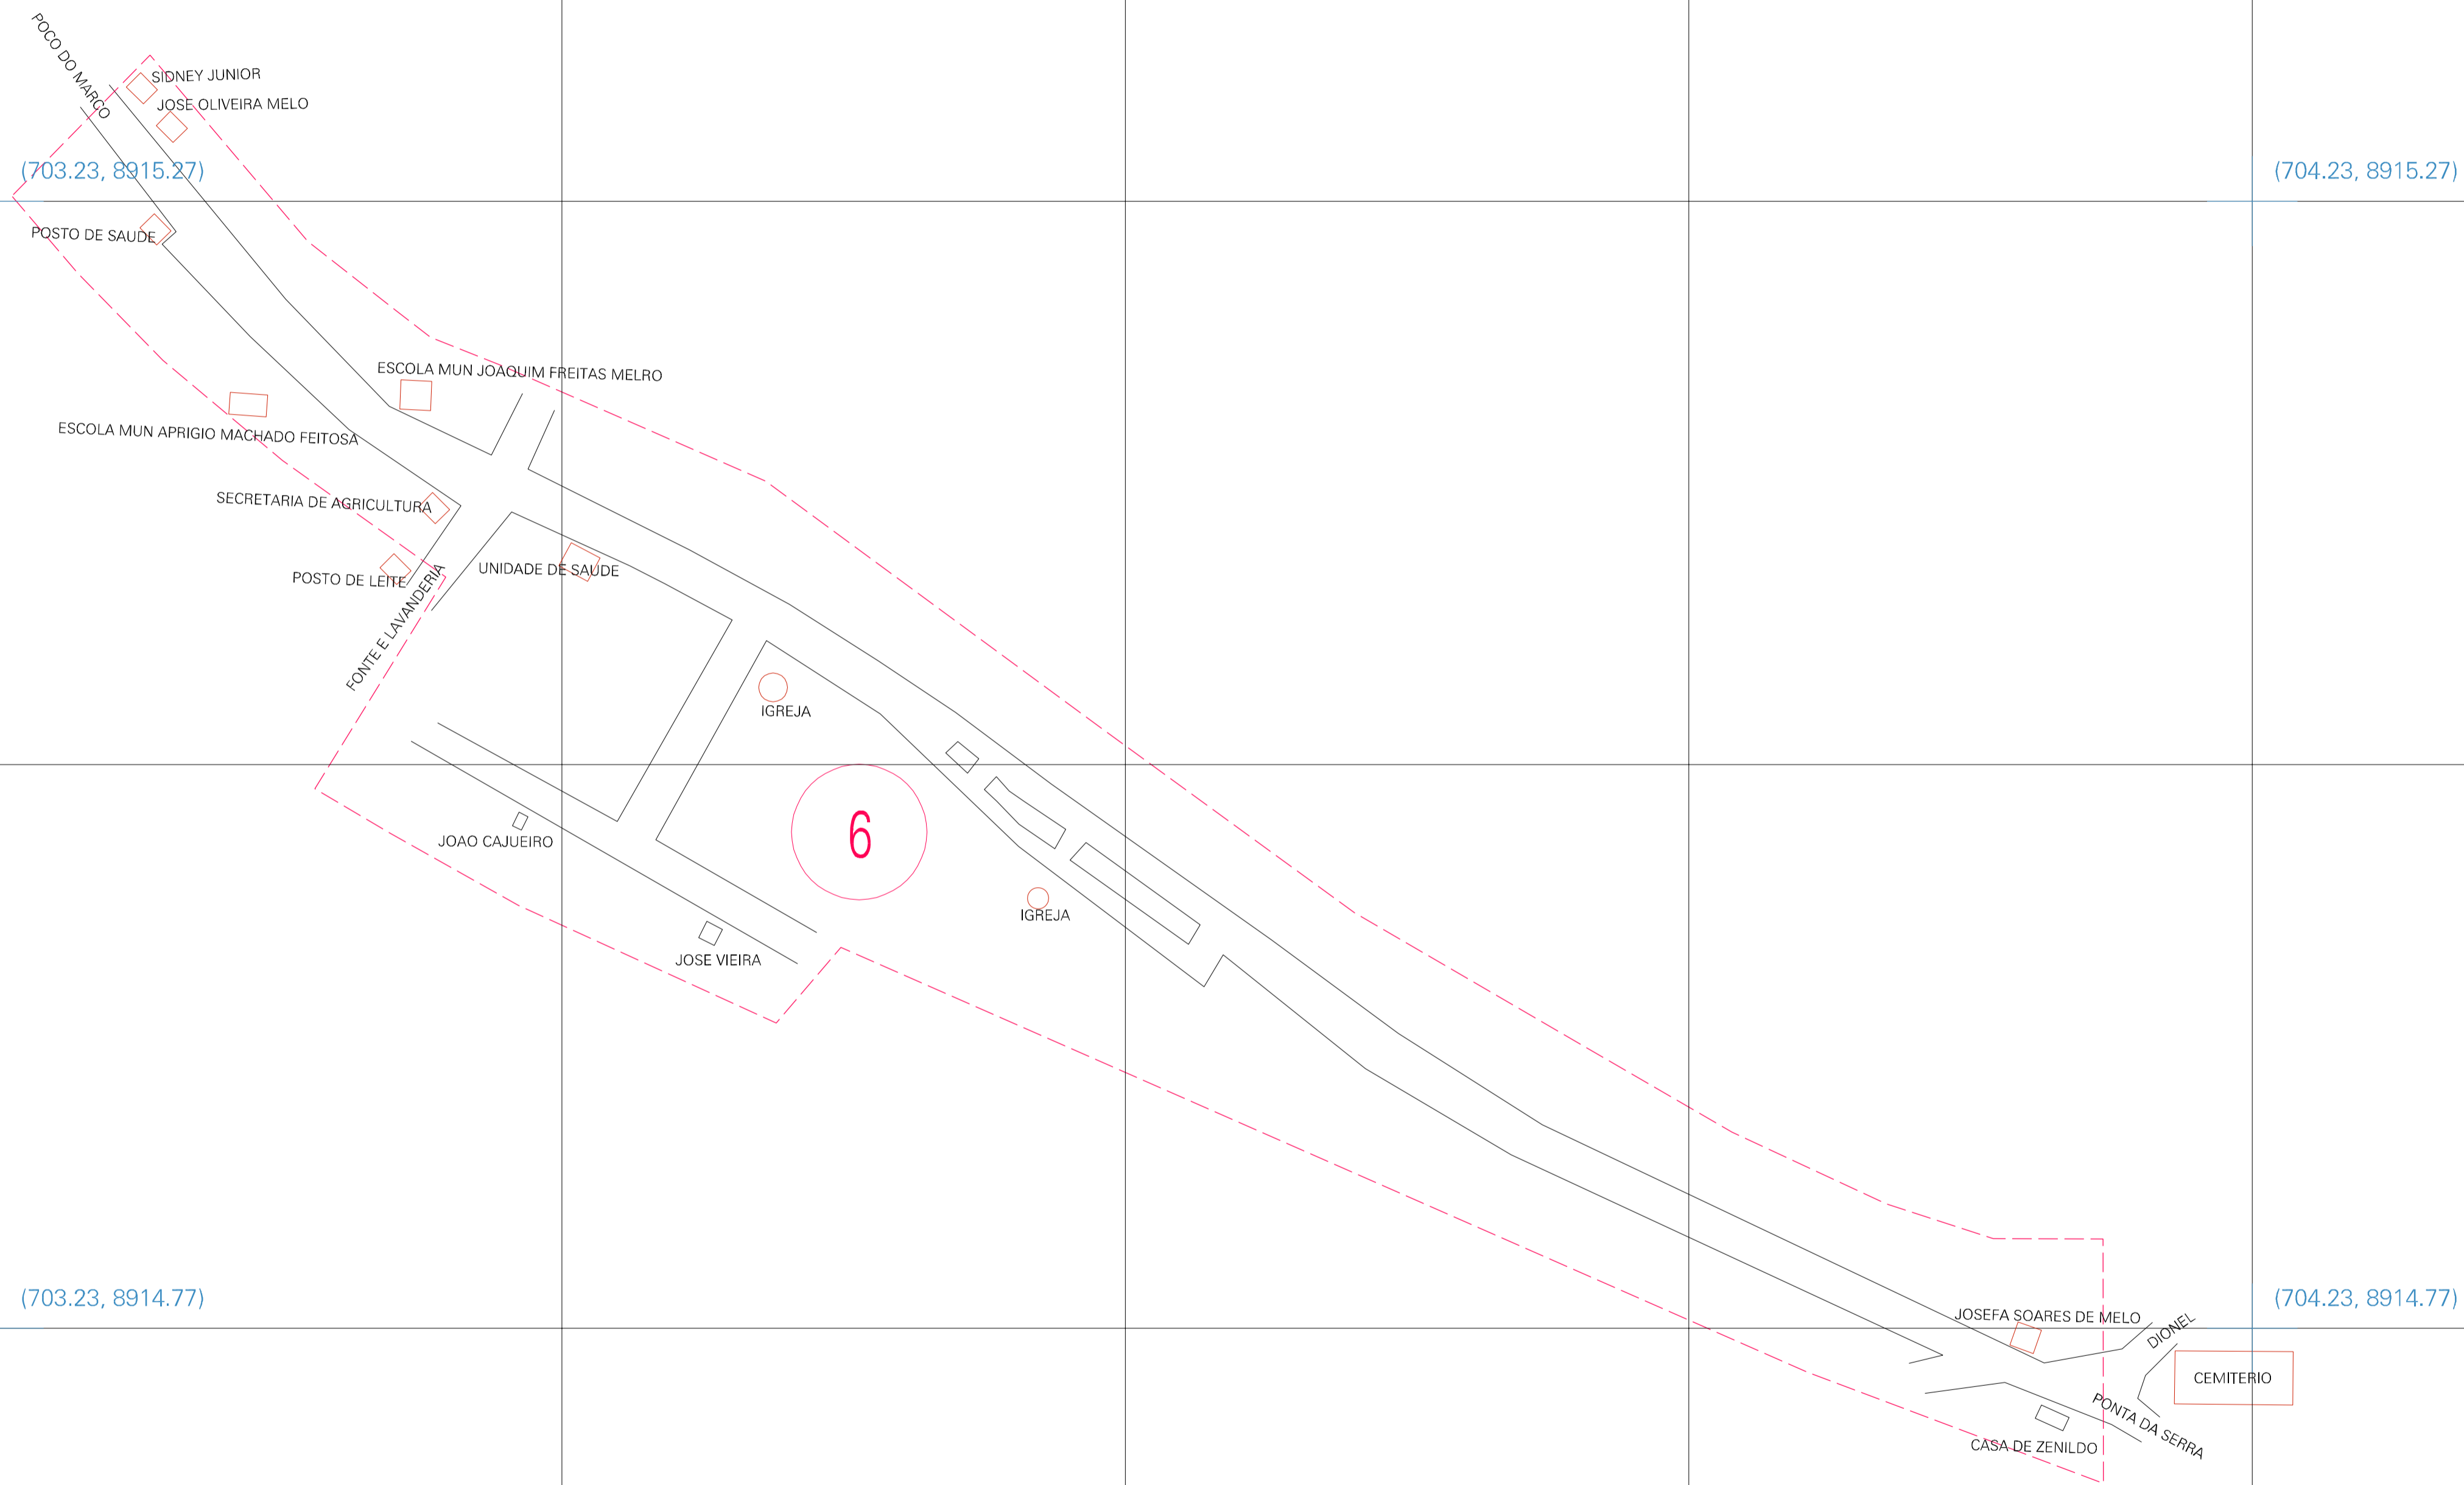 POCO DO MARCO
SIDNEY JUNIOR
JOSE OLIVEIRA MELO
(703.23, 8915.27)
(704.23, 8915.27)
POSTO DE SAUDE
ESCOLA MUN JOAQUIM FREITAS MELRO
ESCOLA MUN APRIGIO MACHADO FEITOSA
SECRETARIA DE AGRICULTURA
POSTO DE LEITE
UNIDADE DE SAUDE
FONTE E LAVANDERIA
IGREJA
6
JOAO CAJUEIRO
IGREJA
JOSE VIEIRA
(703.23, 8914.77)
(704.23, 8914.77)
JOSEFA SOARES DE MELO
DIONEL
CEMITERIO
PONTA DA SERRA
CASA DE ZENILDO